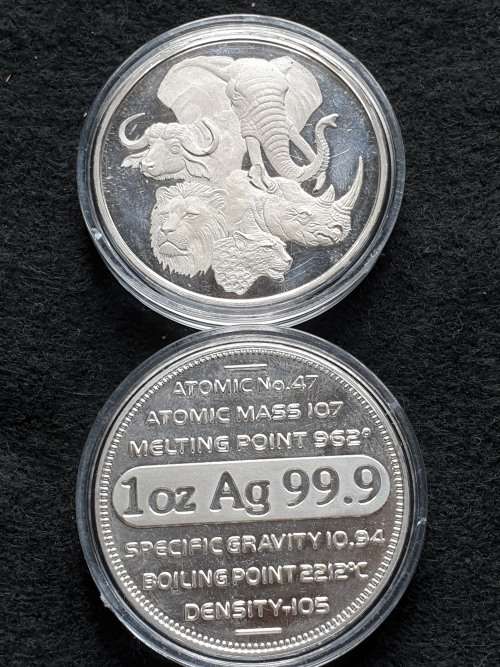 ATOMIC No.47
ATOMIC MASS 107
MELTING POINT 962°
1oz Ag 99.9
SPECIFIC GRAVITY 10.94
BOILING POINT 2212°C
DENSITY-105